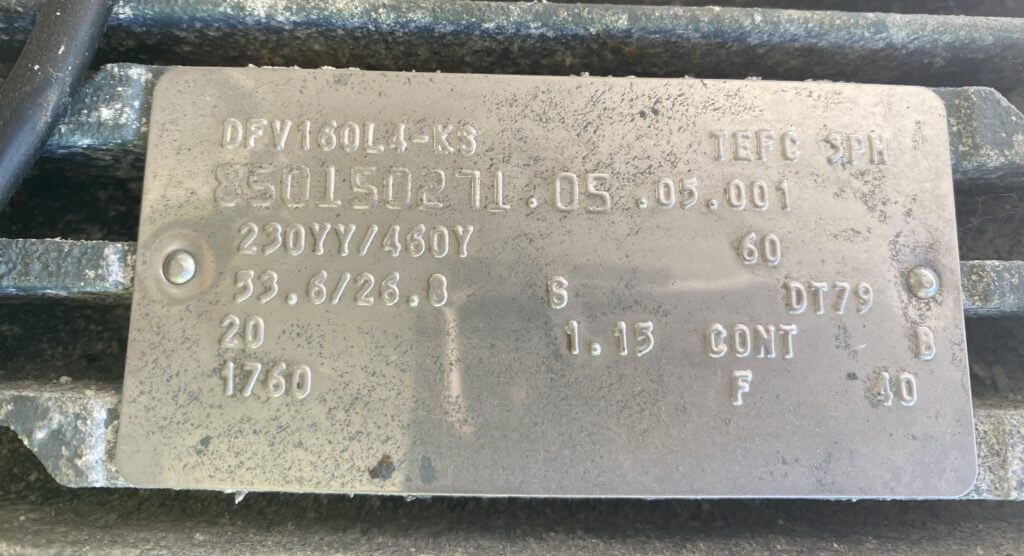 DFV160L4-KS TEFC 3PH
850150271.05.05.001
230YY/460Y 60
53.6/26.8 S DT79
20 1.15 CONT B
1760 F 40